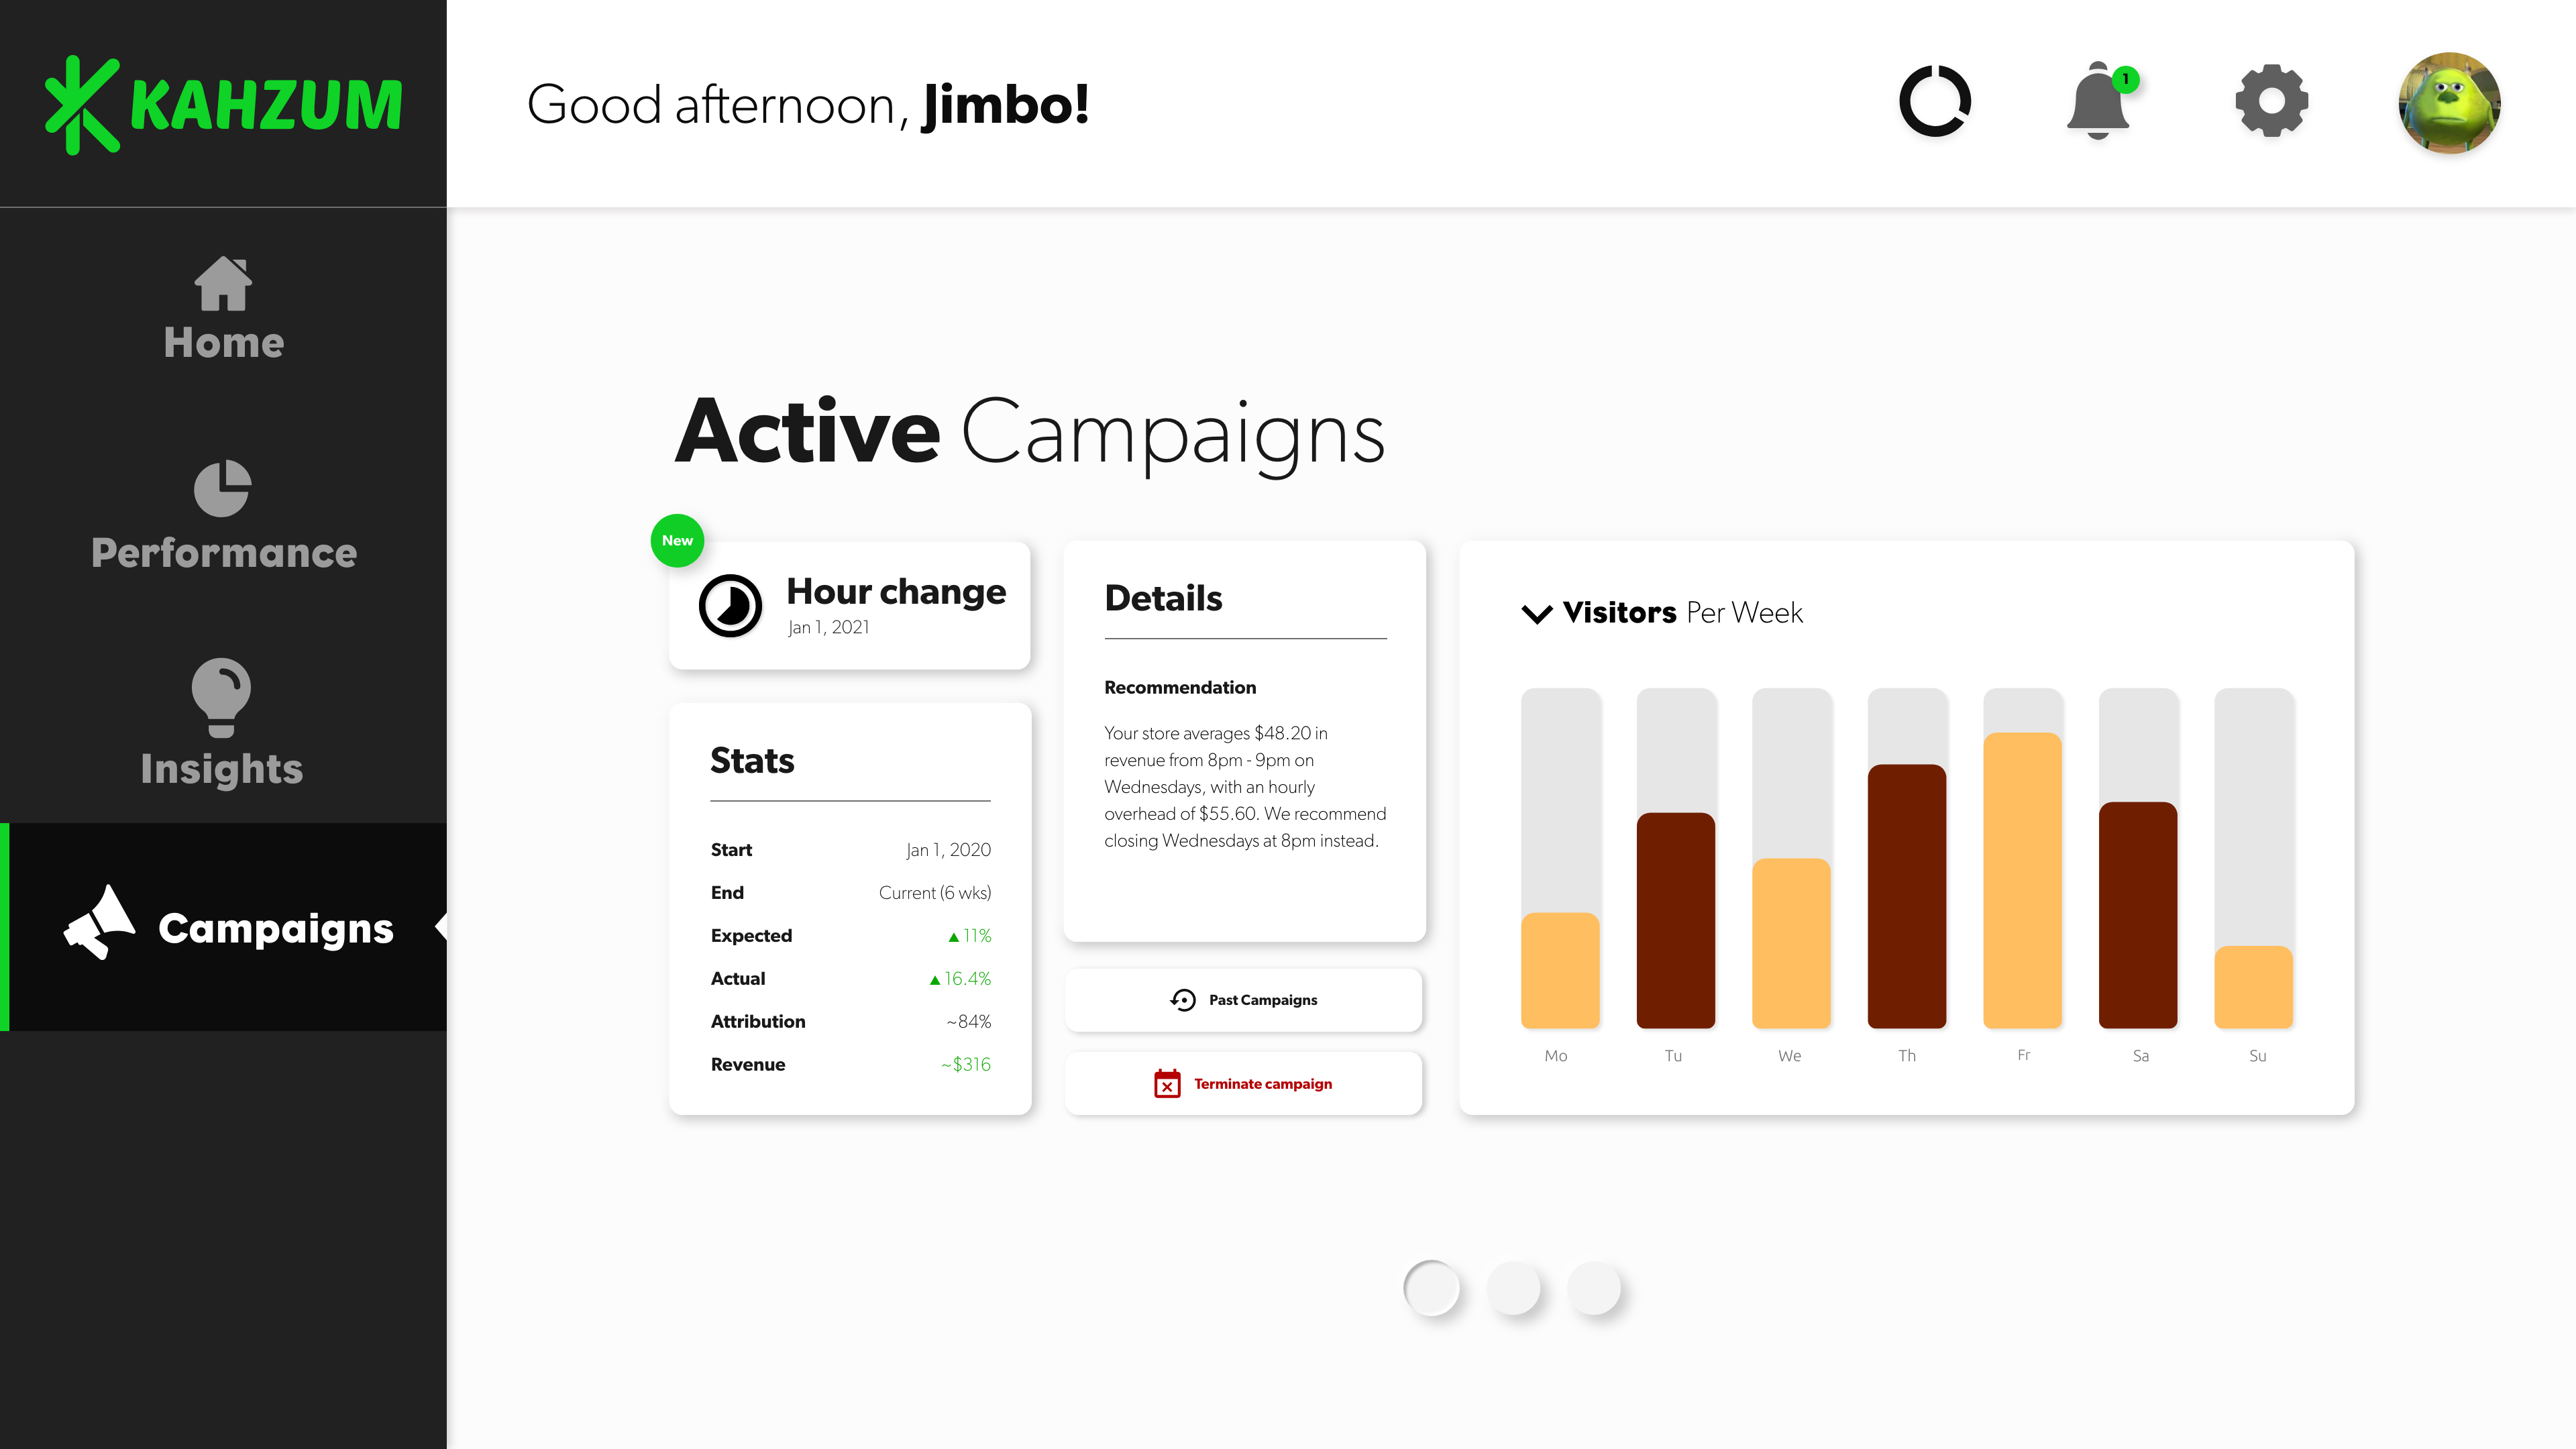 KAHZUM
Good afternoon, Jimbo!
1
Home
Performance
Insights
Campaigns
Active Campaigns
New
Hour change
Jan 1, 2021
Stats
Start Jan 1, 2020
End Current (6 wks)
Expected ▲ 11%
Actual ▲ 16.4%
Attribution ~84%
Revenue ~$316
Details
Recommendation
Your store averages $48.20 in
revenue from 8pm - 9pm on
Wednesdays, with an hourly
overhead of $55.60. We recommend
closing Wednesdays at 8pm instead.
Past Campaigns
Terminate campaign
Visitors Per Week
Mo Tu We Th Fr Sa Su